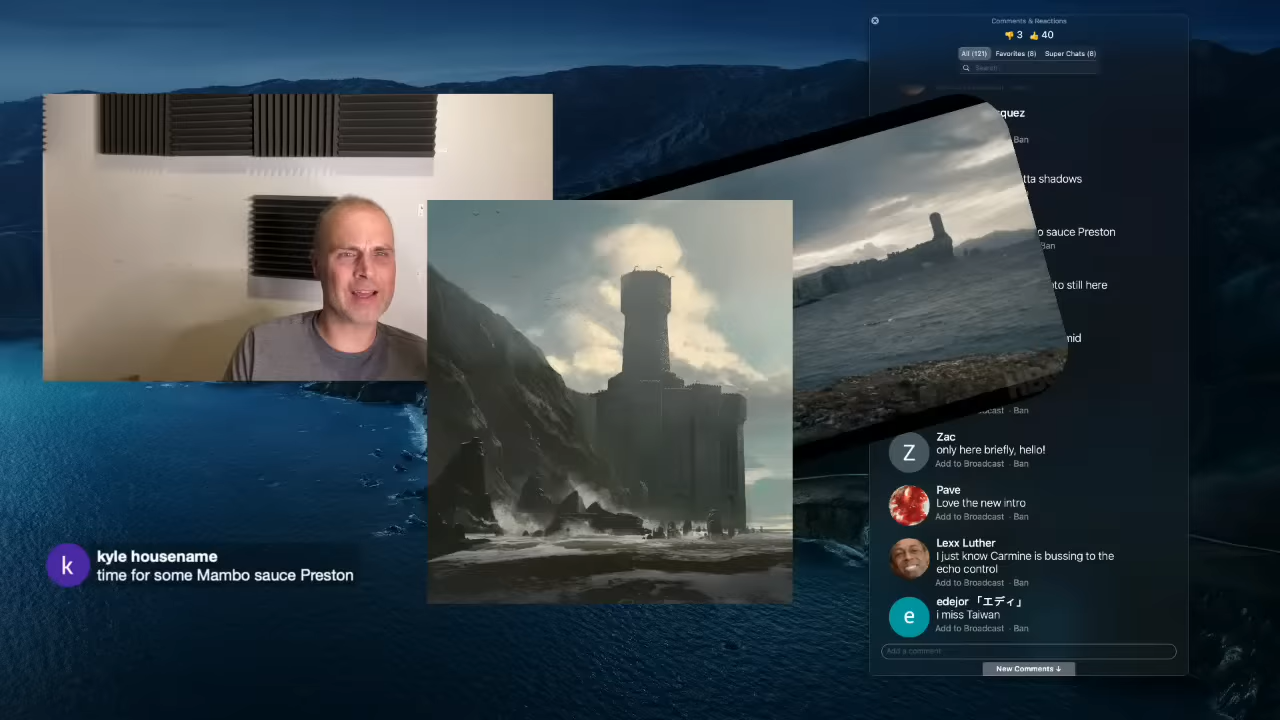 Comments & Reactions
👎 3 👍 40
All (121) Favorites (8) Super Chats (8)
Search
quez
Ban
tta shadows
o sauce Preston
Ban
to still here
mid
cast · Ban
Z
Zac
only here briefly, hello!
Add to Broadcast · Ban
Pave
Love the new intro
Add to Broadcast · Ban
Lexx Luther
I just know Carmine is bussing to the
echo control
Add to Broadcast · Ban
e
edejor 「エディ」
i miss Taiwan
Add to Broadcast · Ban
Add a comment
New Comments ↓
k
kyle housename
time for some Mambo sauce Preston